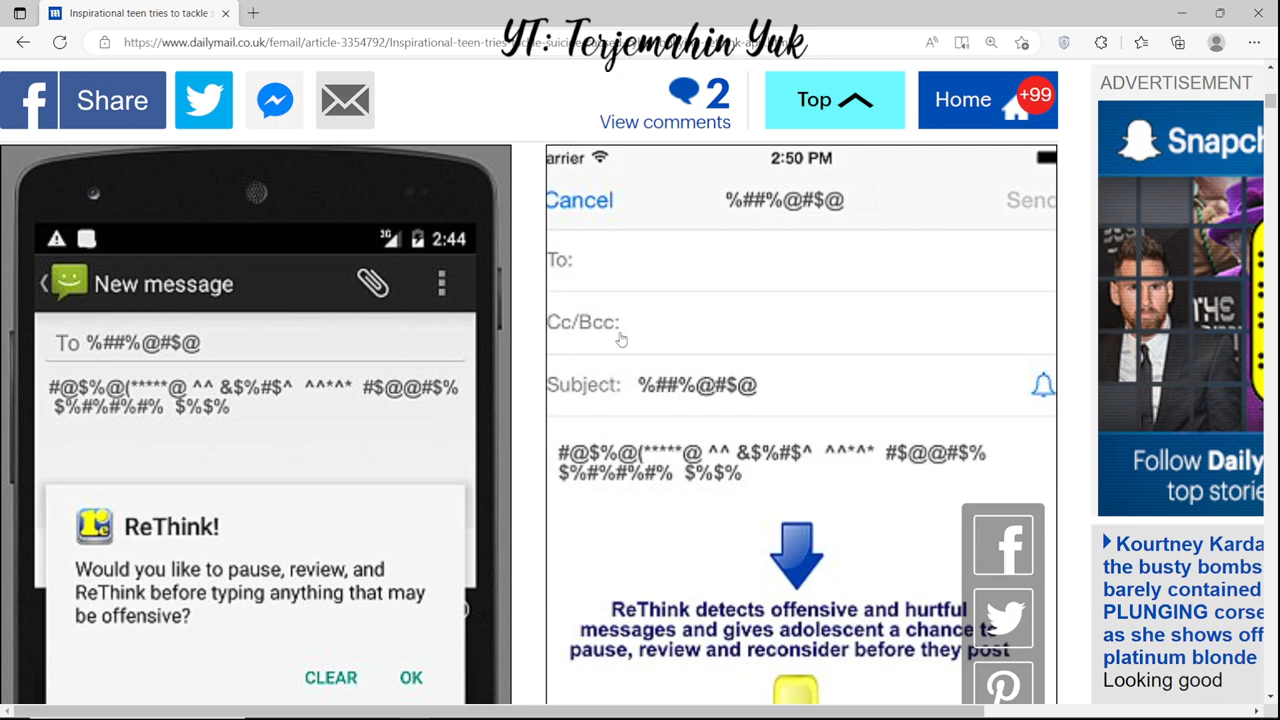 Inspirational teen tries to tackle s
YT: Terjemahin Yuk
https://www.dailymail.co.uk/femail/article-3354792/Inspirational-teen-tries-
Share
2
View comments
Top
Home
+99
ADVERTISEMENT
Snapch
Follow Daily
top storie
3G 2:44
New message
To %##%@#$@
#@$%@(*****@ ^^ &$%#$^ ^^*^* #$@@#$%
$%#%#%#% $%$%
ReThink!
Would you like to pause, review, and
ReThink before typing anything that may
be offensive?
CLEAR OK
arrier 2:50 PM
Cancel %##%@#$@ Send
To:
Cc/Bcc:
Subject: %##%@#$@
#@$%@(*****@ ^^ &$%#$^ ^^*^* #$@@#$%
$%#%#%#% $%$%
ReThink detects offensive and hurtful
messages and gives adolescent a chance to
pause, review and reconsider before they post
Kourtney Karda
the busty bombs
barely contained
PLUNGING corse
as she shows off
platinum blonde
Looking good